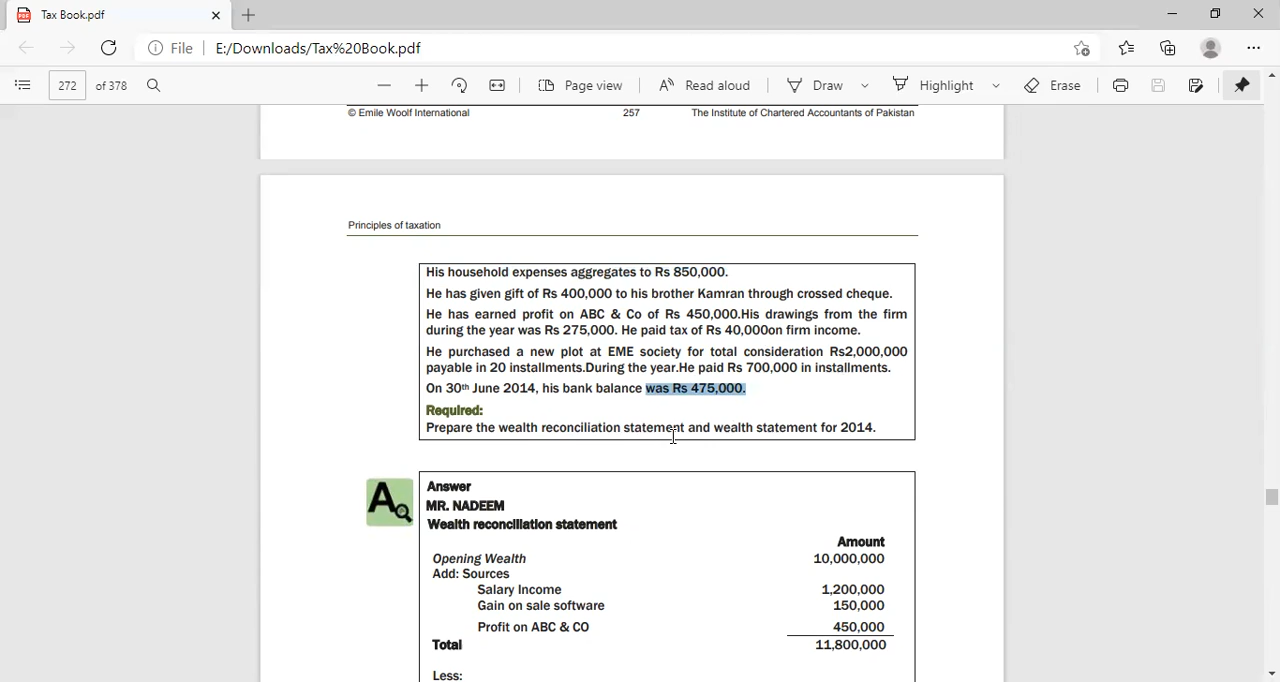 Tax Book.pdf
File E:/Downloads/Tax%20Book.pdf
272 of 378 Page view Read aloud Draw Highlight Erase
© Emile Woolf International 257 The Institute of Chartered Accountants of Pakistan
Principles of taxation
His household expenses aggregates to Rs 850,000.
He has given gift of Rs 400,000 to his brother Kamran through crossed cheque.
He has earned profit on ABC & Co of Rs 450,000.His drawings from the firm
during the year was Rs 275,000. He paid tax of Rs 40,000on firm income.
He purchased a new plot at EME society for total consideration Rs2,000,000
payable in 20 installments.During the year.He paid Rs 700,000 in installments.
On 30th June 2014, his bank balance was Rs 475,000.
Required:
Prepare the wealth reconciliation statement and wealth statement for 2014.
A
Answer
MR. NADEEM
Wealth reconciliation statement
Amount
Opening Wealth 10,000,000
Add: Sources
Salary Income 1,200,000
Gain on sale software 150,000
Profit on ABC & CO 450,000
Total 11,800,000
Less: